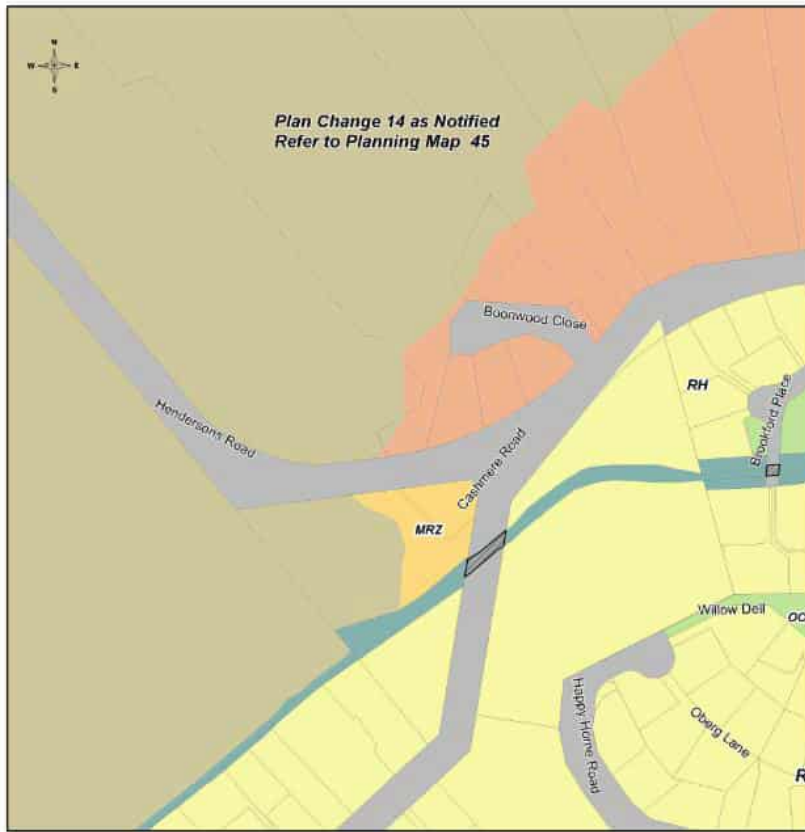 N
W E
S
Plan Change 14 as Notified
Refer to Planning Map 45
Boonwood Close
RH
Brookford Place
Hendersons Road
Cashmere Road
MRZ
Willow Dell
OC
Happy Home Road
Oberg Lane
R